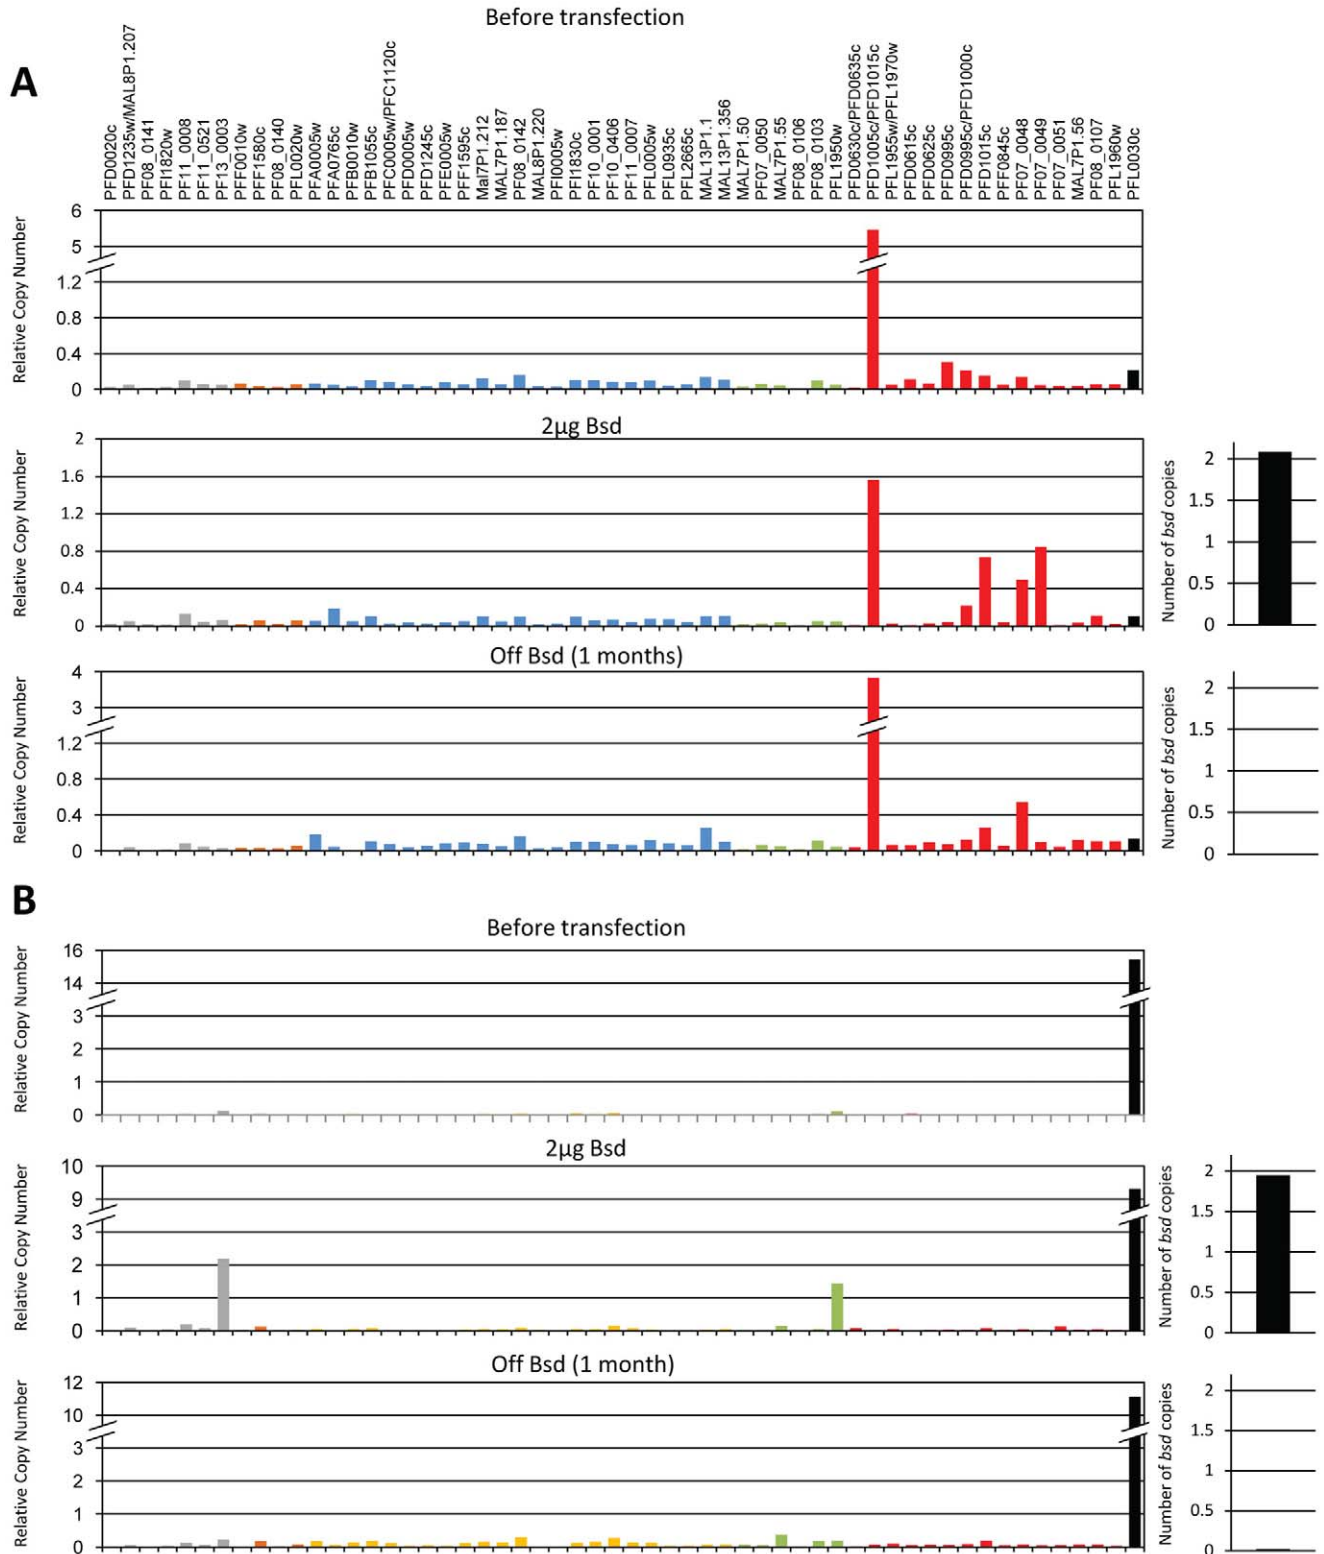 Before transfection
A
PFD0020c
PFD1235w/MAL8P1.207
PF08_0141
PFI1820w
PF11_0008
PF11_0521
PF13_0003
PFF0010w
PFF1580c
PF08_0140
PFL0020w
PFA0005w
PFA0765c
PFB0010w
PFB1055c
PFC0005w/PFC1120c
PFD0005w
PFD1245c
PFE0005w
PFF1595c
Mal7P1.212
MAL7P1.187
PF08_0142
MAL8P1.220
PFI0005w
PFI1830c
PF10_0001
PF10_0406
PF11_0007
PFL0005w
PFL0935c
PFL2665c
MAL13P1.1
MAL13P1.356
MAL7P1.50
PF07_0050
MAL7P1.55
PF08_0106
PF08_0103
PFL1950w
PFD0630c/PFD0635c
PFD1005c/PFD1015c
PFL1955w/PFL1970w
PFD0615c
PFD0625c
PFD0995c
PFD0995c/PFD1000c
PFD1015c
PFF0845c
PF07_0048
PF07_0049
PF07_0051
MAL7P1.56
PF08_0107
PFL1960w
PFL0030c
Relative Copy Number
6
5
1.2
0.8
0.4
0
2µg Bsd
Relative Copy Number
2
1.6
1.2
0.8
0.4
0
Number of bsd copies
2
1.5
1
0.5
0
Off Bsd (1 months)
Relative Copy Number
4
3
1.2
0.8
0.4
0
Number of bsd copies
2
1.5
1
0.5
0
B
Before transfection
Relative Copy Number
16
14
3
2
1
0
2µg Bsd
Relative Copy Number
10
9
3
2
1
0
Number of bsd copies
2
1.5
1
0.5
0
Off Bsd (1 month)
Relative Copy Number
12
10
3
2
1
0
Number of bsd copies
2
1.5
1
0.5
0